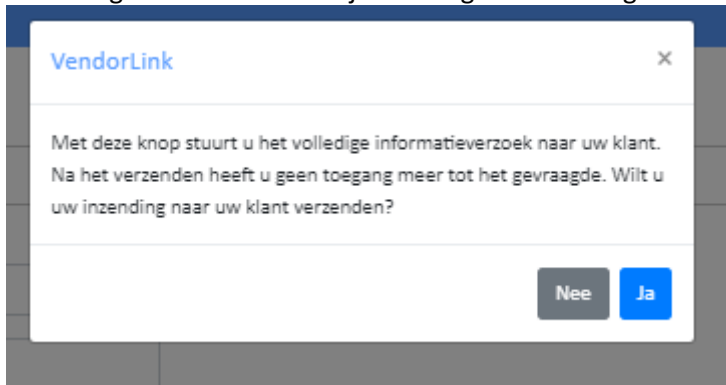 VendorLink ×
Met deze knop stuurt u het volledige informatieverzoek naar uw klant.
Na het verzenden heeft u geen toegang meer tot het gevraagde. Wilt u
uw inzending naar uw klant verzenden?
Nee Ja